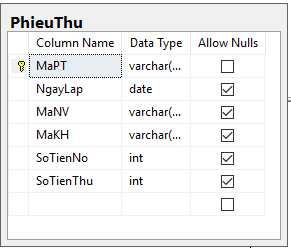 PhieuThu
Column Name Data Type Allow Nulls
MaPT varchar(...
NgayLap date
MaNV varchar(...
MaKH varchar(...
SoTienNo int
SoTienThu int